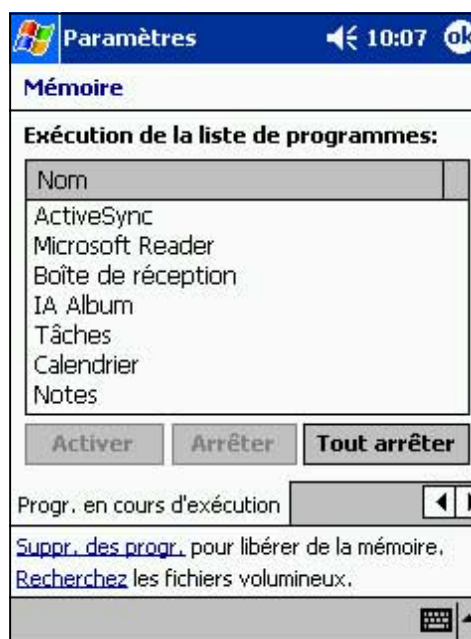 Paramètres 10:07 ok
Mémoire
Exécution de la liste de programmes:
Nom
ActiveSync
Microsoft Reader
Boîte de réception
IA Album
Tâches
Calendrier
Notes
Activer Arrêter Tout arrêter
Progr. en cours d'exécution
Suppr. des progr. pour libérer de la mémoire.
Recherchez les fichiers volumineux.